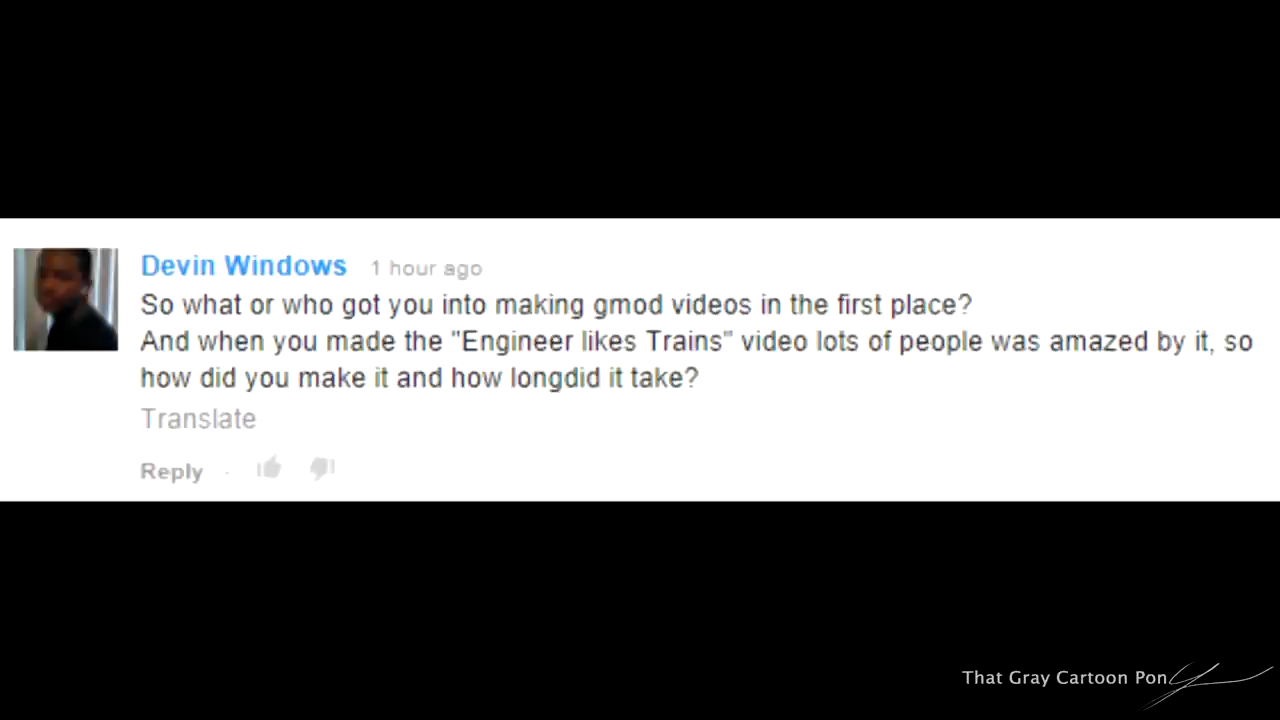 Devin Windows 1 hour ago
So what or who got you into making gmod videos in the first place?
And when you made the "Engineer likes Trains" video lots of people was amazed by it, so
how did you make it and how longdid it take?
Translate
Reply ·
That Gray Cartoon Pony